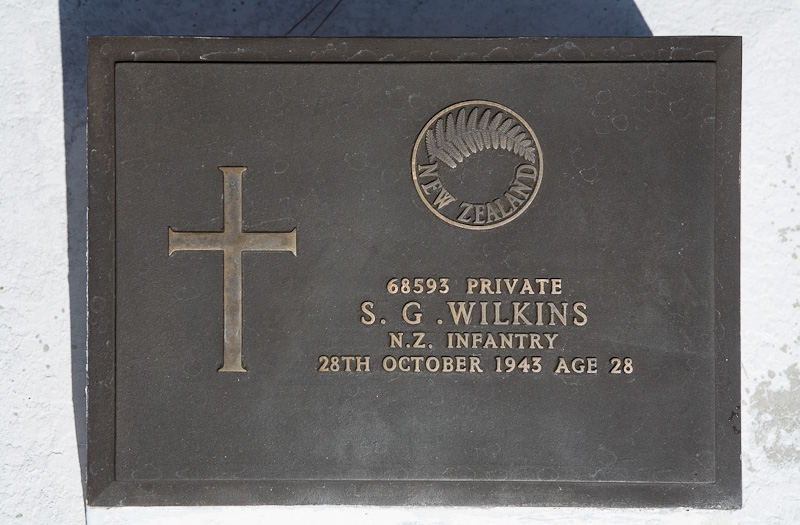 NEW ZEALAND
68593 PRIVATE
S. G .WILKINS
N.Z. INFANTRY
28TH OCTOBER 1943 AGE 28